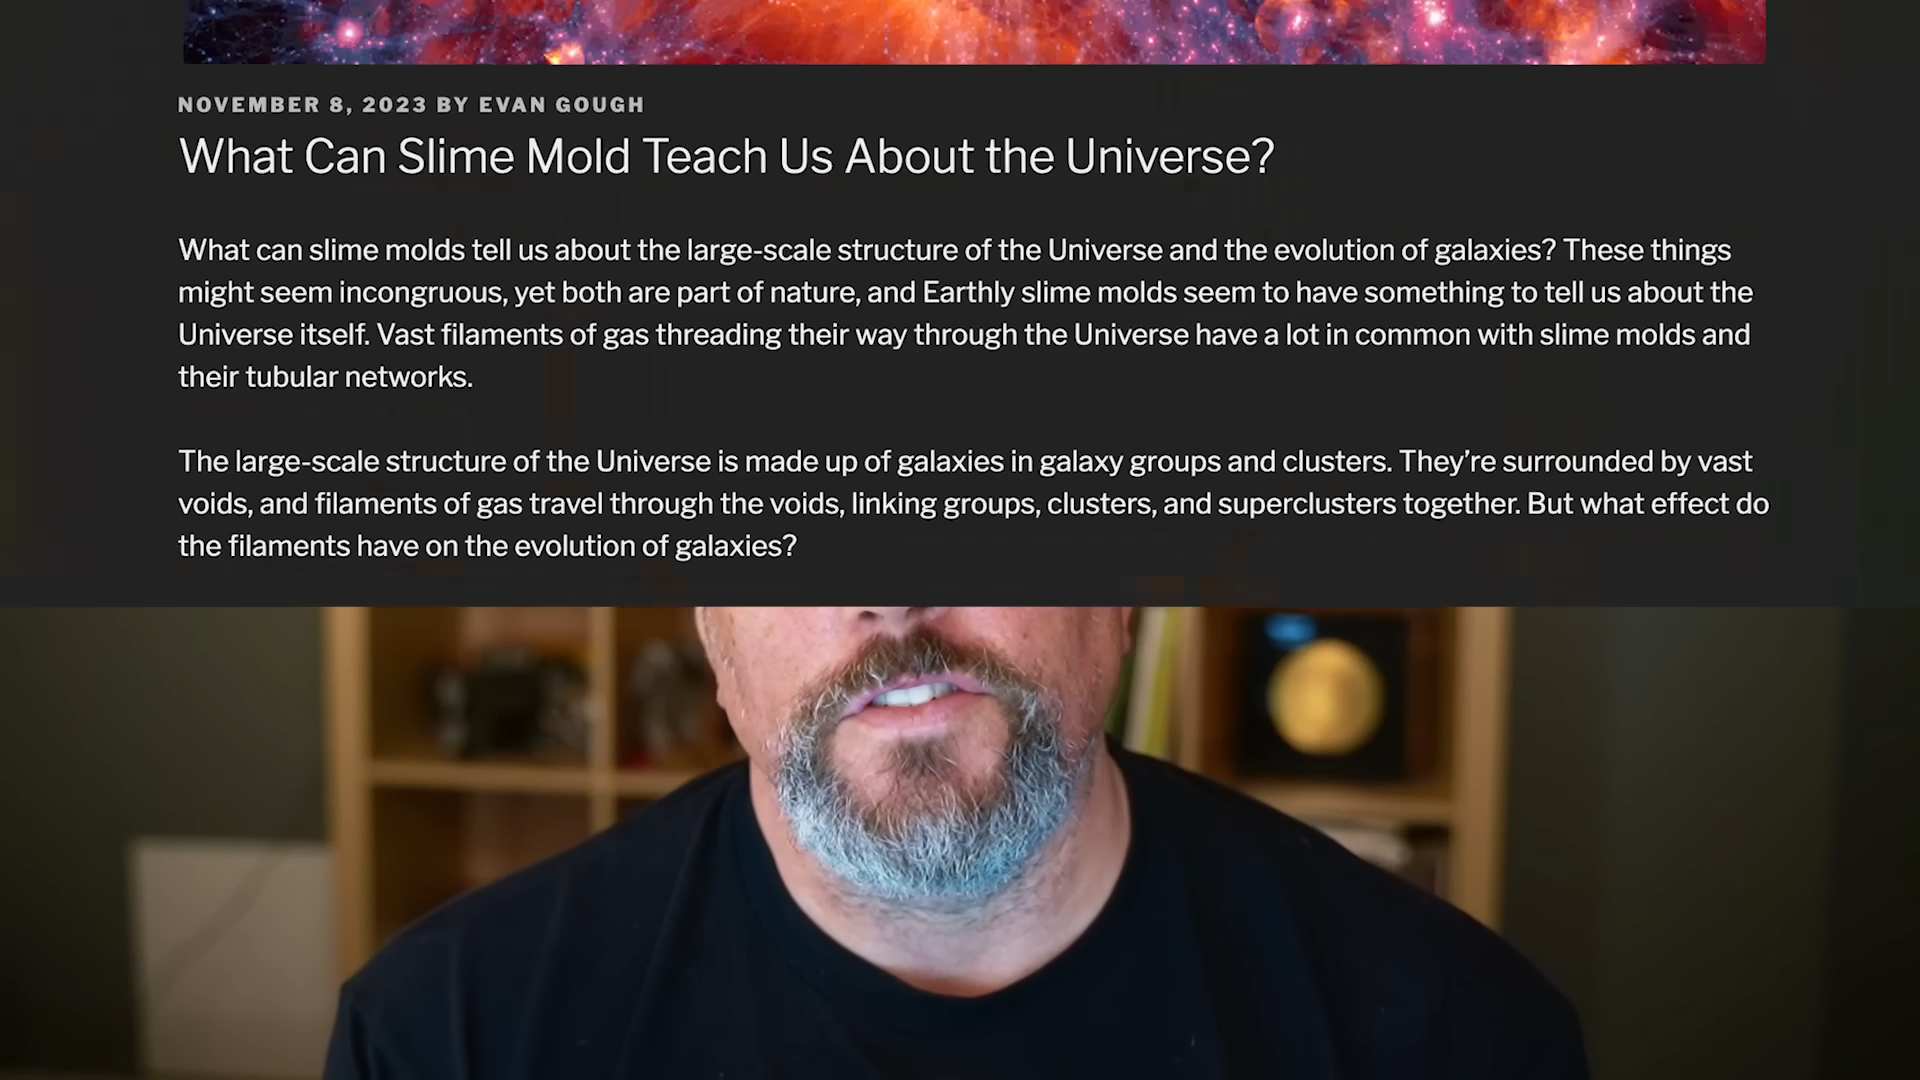 NOVEMBER 8, 2023 BY EVAN GOUGH
What Can Slime Mold Teach Us About the Universe?
What can slime molds tell us about the large-scale structure of the Universe and the evolution of galaxies? These things
might seem incongruous, yet both are part of nature, and Earthly slime molds seem to have something to tell us about the
Universe itself. Vast filaments of gas threading their way through the Universe have a lot in common with slime molds and
their tubular networks.
The large-scale structure of the Universe is made up of galaxies in galaxy groups and clusters. They’re surrounded by vast
voids, and filaments of gas travel through the voids, linking groups, clusters, and superclusters together. But what effect do
the filaments have on the evolution of galaxies?